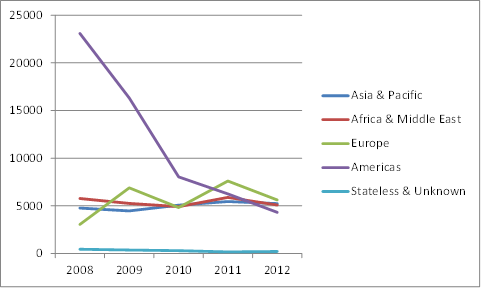 25000
20000
15000
10000
5000
0
2008 2009 2010 2011 2012
Asia & Pacific
Africa & Middle East
Europe
Americas
Stateless & Unknown